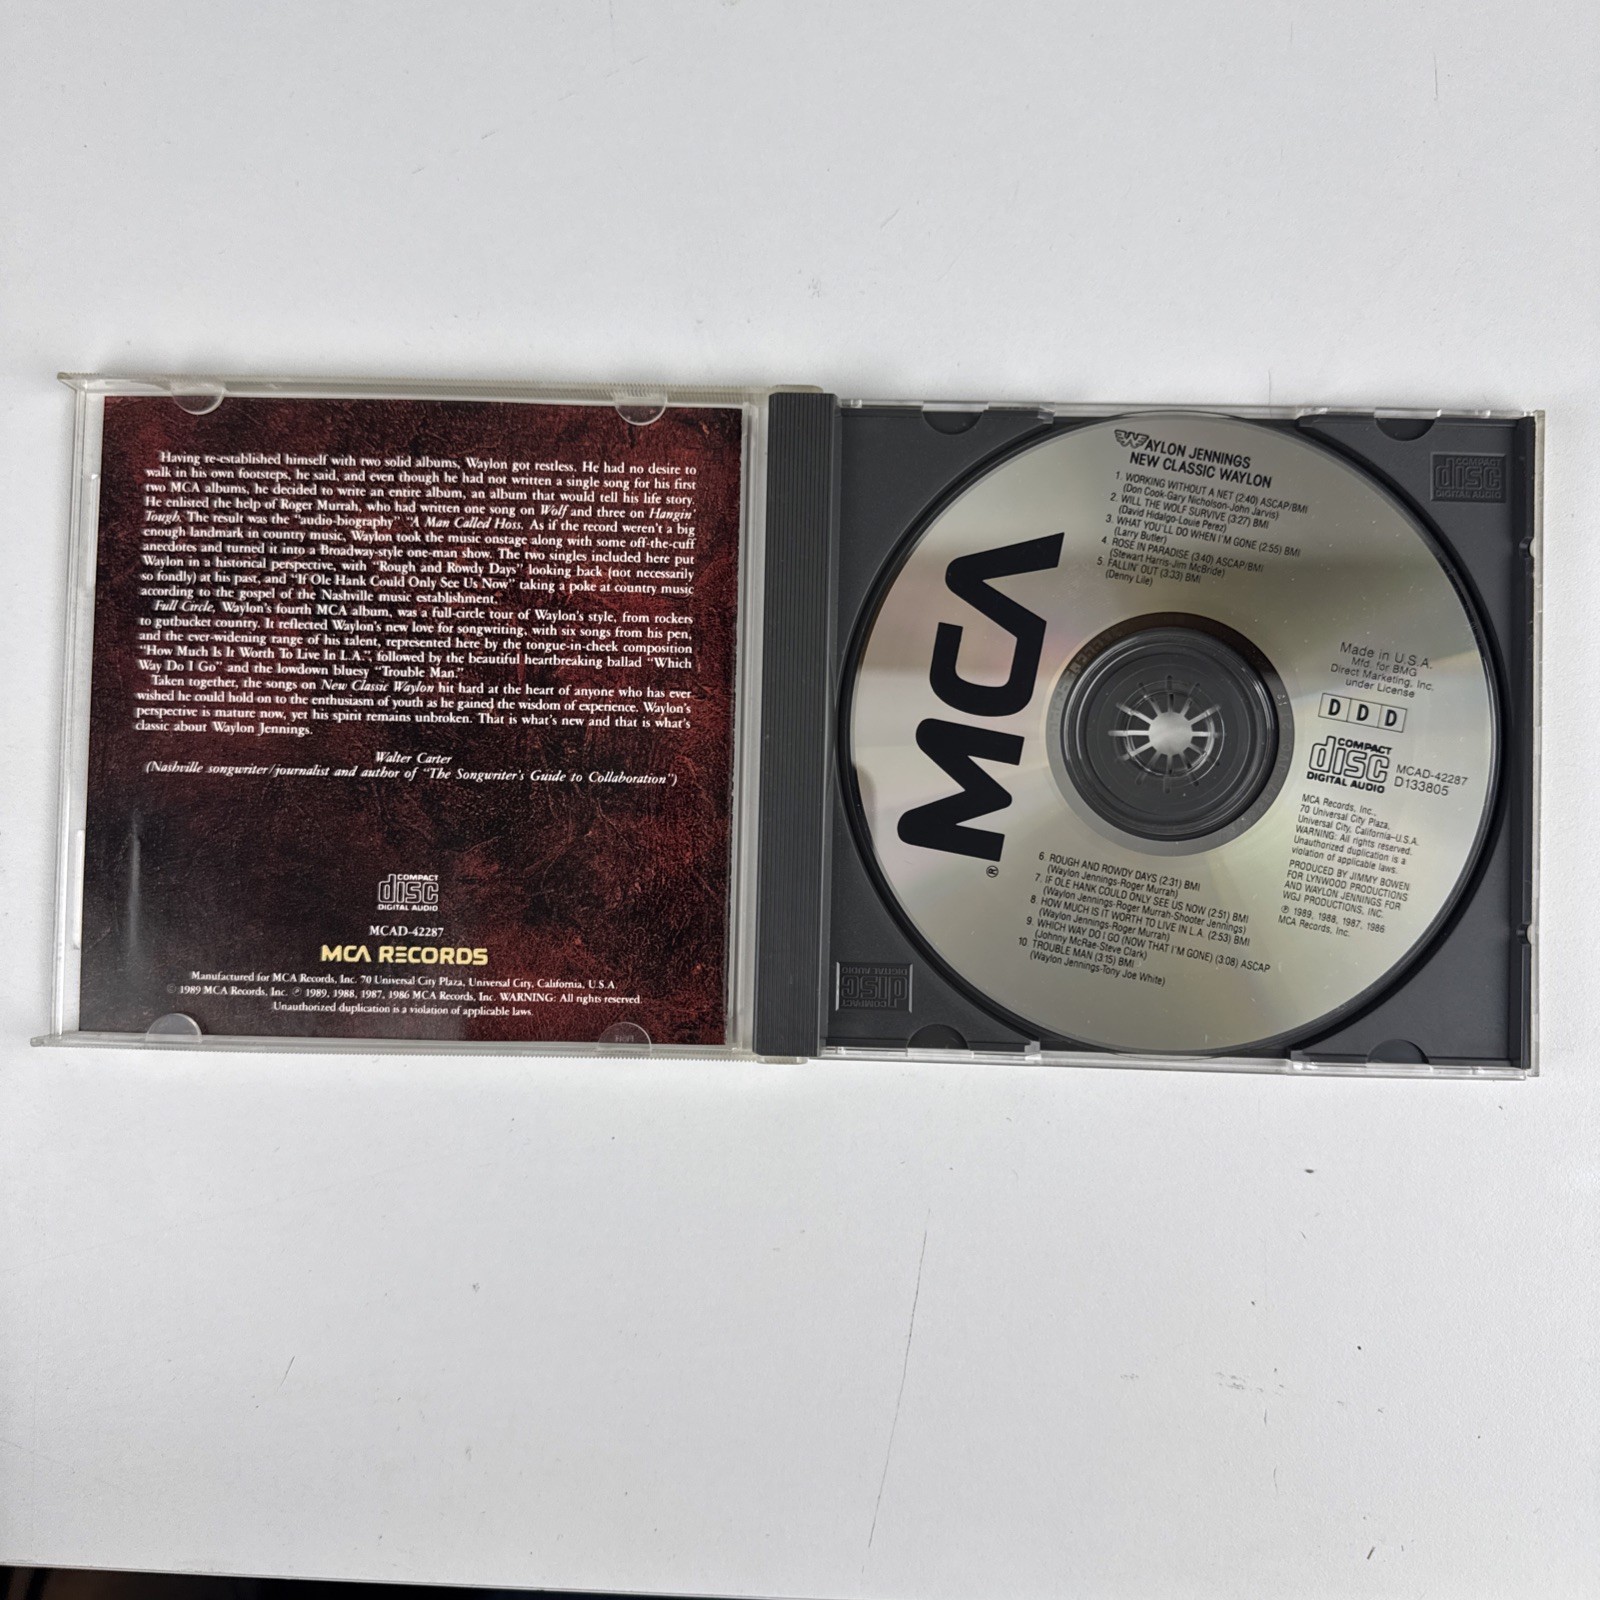 Having re-established himself with two solid albums, Waylon got restless. He had no desire to
walk in his own footsteps, he said, and even though he had not written a single song for his first
two MCA albums, he decided to write an entire album, an album that would tell his life story.
He enlisted the help of Roger Murrah, who had written one song on Wolf and three on Hangin'
Tough. The result was the "audio-biography" "A Man Called Hoss. As if the record weren't a big
enough landmark in country music, Waylon took the music onstage along with some off-the-cuff
anecdotes and turned it into a Broadway-style one-man show. The two singles included here put
Waylon in a historical perspective, with "Rough and Rowdy Days" looking back (not necessarily
so fondly) at his past, and "If Ole Hank Could Only See Us Now" taking a poke at country music
according to the gospel of the Nashville music establishment.
Full Circle, Waylon's fourth MCA album, was a full-circle tour of Waylon's style, from rockers
to gutbucket country. It reflected Waylon's new love for songwriting, with six songs from his pen,
and the ever-widening range of his talent, represented here by the tongue-in-cheek composition
"How Much Is It Worth To Live In L.A.", followed by the beautiful heartbreaking ballad "Which
Way Do I Go" and the lowdown bluesy "Trouble Man."
Taken together, the songs on New Classic Waylon hit hard at the heart of anyone who has ever
wished he could hold on to the enthusiasm of youth as he gained the wisdom of experience. Waylon's
perspective is mature now, yet his spirit remains unbroken. That is what's new and that is what's
classic about Waylon Jennings.
Walter Carter
(Nashville songwriter/journalist and author of "The Songwriter's Guide to Collaboration")
COMPACT
disc
DIGITAL AUDIO
MCAD-42287
MCA RECORDS
Manufactured for MCA Records, Inc. 70 Universal City Plaza, Universal City, California, U.S.A.
© 1989 MCA Records, Inc. ℗ 1989, 1988, 1987, 1986 MCA Records, Inc. WARNING: All rights reserved.
Unauthorized duplication is a violation of applicable laws.
WAYLON JENNINGS
NEW CLASSIC WAYLON
1. WORKING WITHOUT A NET (2:40) ASCAP/BMI
(Don Cook-Gary Nicholson-John Jarvis)
2. WILL THE WOLF SURVIVE (3:27) BMI
(David Hidalgo-Louie Perez)
3. WHAT YOU'LL DO WHEN I'M GONE (2:55) BMI
(Larry Butler)
4. ROSE IN PARADISE (3:40) ASCAP/BMI
(Stewart Harris-Jim McBride)
5. FALLIN' OUT (3:33) BMI
(Denny Lile)
MCA®
Made in U.S.A.
Mfd. for BMG
Direct Marketing, Inc.
under License
DDD
COMPACT
disc
DIGITAL AUDIO
MCAD-42287
D133805
MCA Records, Inc.,
70 Universal City Plaza,
Universal City, California-U.S.A.
WARNING: All rights reserved.
Unauthorized duplication is a
violation of applicable laws.
PRODUCED BY JIMMY BOWEN
FOR LYNWOOD PRODUCTIONS
AND WAYLON JENNINGS FOR
WGJ PRODUCTIONS, INC.
℗ 1989, 1988, 1987, 1986
MCA Records, Inc.
6. ROUGH AND ROWDY DAYS (2:31) BMI
(Waylon Jennings-Roger Murrah)
7. IF OLE HANK COULD ONLY SEE US NOW (2:51) BMI
(Waylon Jennings-Roger Murrah-Shooter Jennings)
8. HOW MUCH IS IT WORTH TO LIVE IN L.A. (2:53) BMI
(Waylon Jennings-Roger Murrah)
9. WHICH WAY DO I GO (NOW THAT I'M GONE) (3:08) ASCAP
(Johnny McRae-Steve Clark)
10. TROUBLE MAN (3:15) BMI
(Waylon Jennings-Tony Joe White)
COMPACT
disc
DIGITAL AUDIO
COMPACT
disc
DIGITAL AUDIO